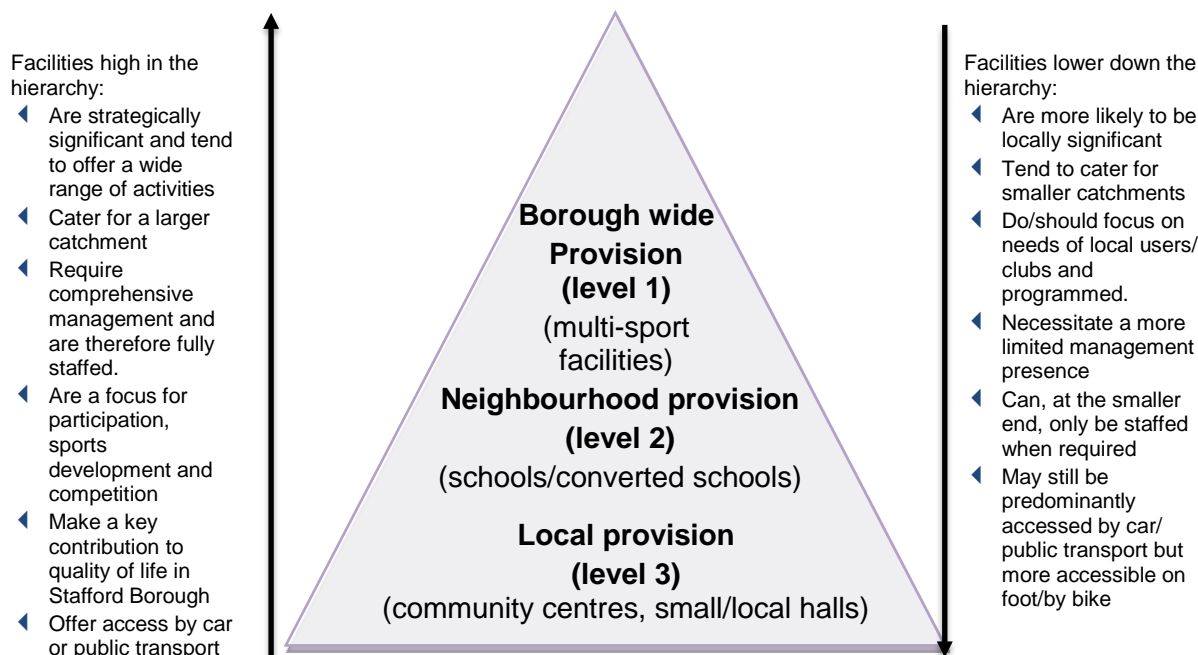 Facilities high in the
hierarchy:
Are strategically
significant and tend
to offer a wide
range of activities
Cater for a larger
catchment
Require
comprehensive
management and
are therefore fully
staffed.
Are a focus for
participation,
sports
development and
competition
Make a key
contribution to
quality of life in
Stafford Borough
Offer access by car
or public transport
Borough wide
Provision
(level 1)
(multi-sport
facilities)
Neighbourhood provision
(level 2)
(schools/converted schools)
Local provision
(level 3)
(community centres, small/local halls)
Facilities lower down the
hierarchy:
Are more likely to be
locally significant
Tend to cater for
smaller catchments
Do/should focus on
needs of local users/
clubs and
programmed.
Necessitate a more
limited management
presence
Can, at the smaller
end, only be staffed
when required
May still be
predominantly
accessed by car/
public transport but
more accessible on
foot/by bike